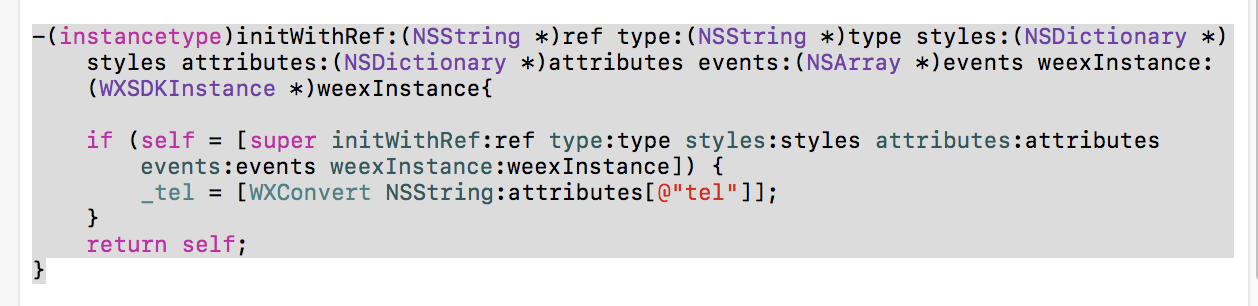 -(instancetype)initWithRef:(NSString *)ref type:(NSString *)type styles:(NSDictionary *)
styles attributes:(NSDictionary *)attributes events:(NSArray *)events weexInstance:
(WXSDKInstance *)weexInstance{
if (self = [super initWithRef:ref type:type styles:styles attributes:attributes
events:events weexInstance:weexInstance]) {
_tel = [WXConvert NSString:attributes[@"tel"]];
}
return self;
}